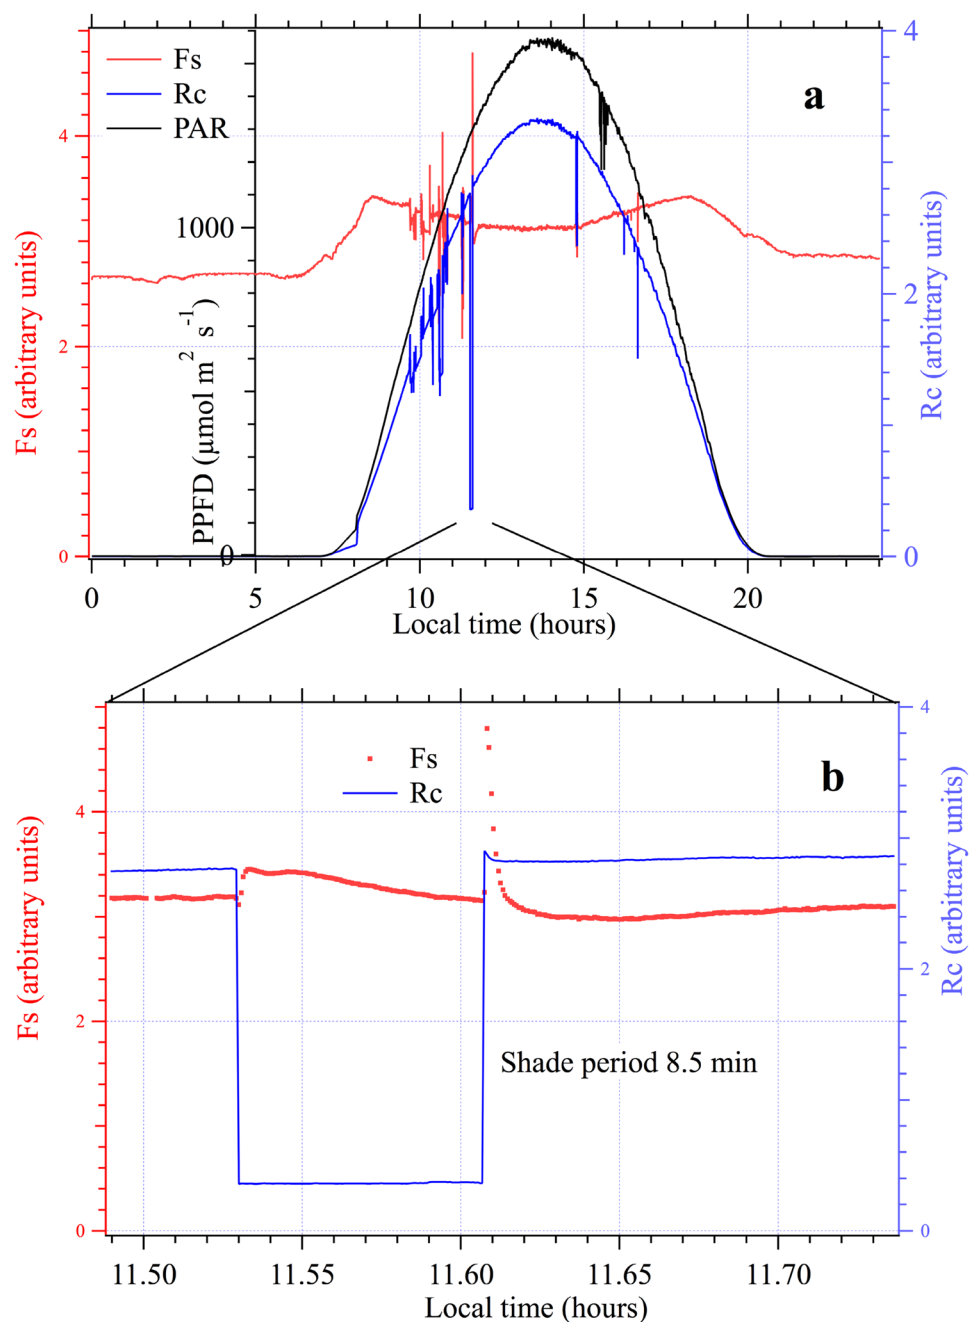 a
Fs
Rc
PAR
4
2
0
Fs (arbitrary units)
1000
0
PPFD (µmol m² s⁻¹)
4
2
0
Rc (arbitrary units)
0 5 10 15 20
Local time (hours)
b
Fs
Rc
4
2
0
Fs (arbitrary units)
Shade period 8.5 min
4
2
0
Rc (arbitrary units)
11.50 11.55 11.60 11.65 11.70
Local time (hours)